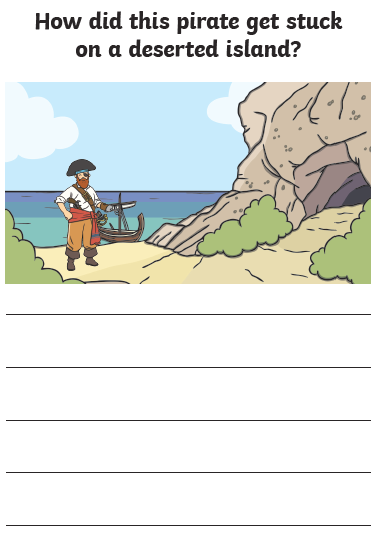 How did this pirate get stuck
on a deserted island?